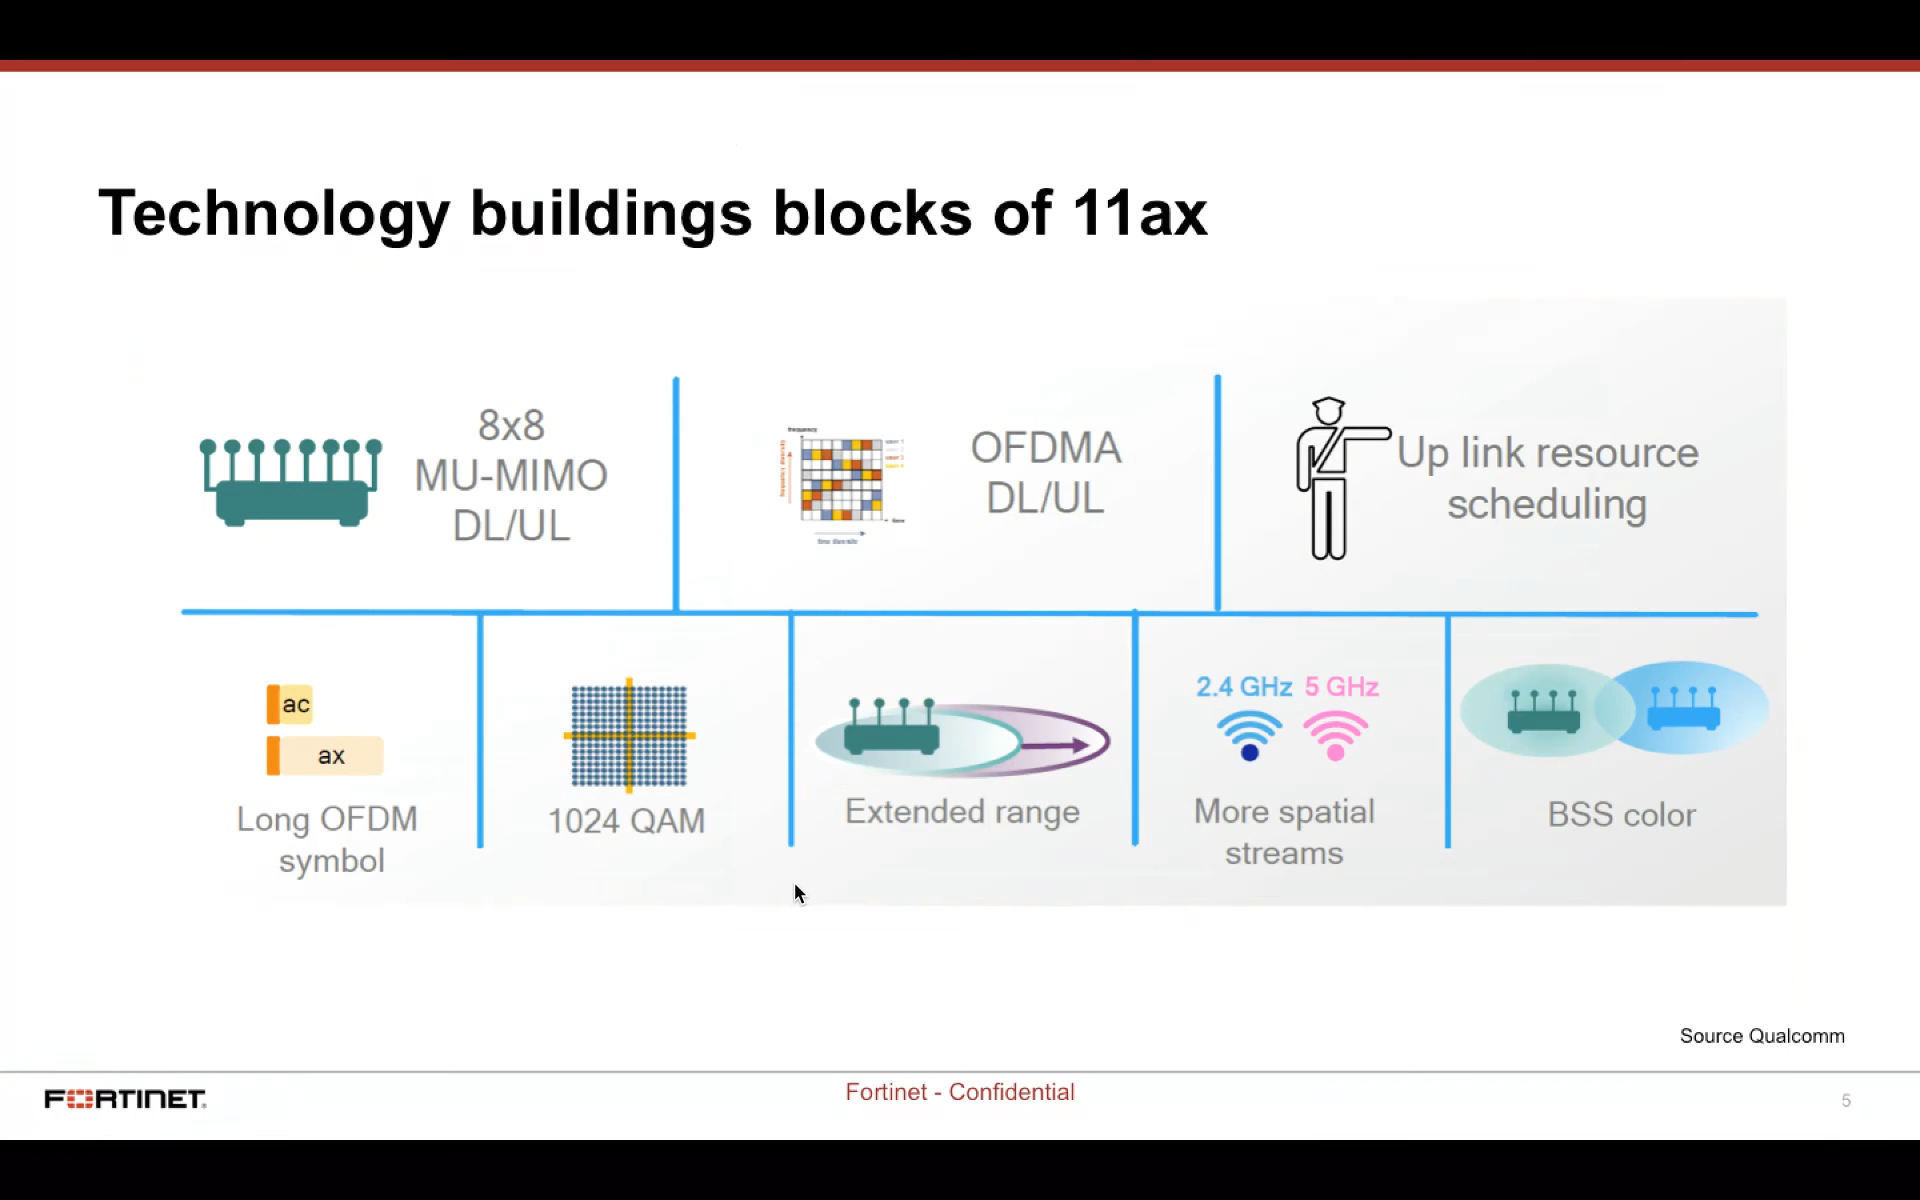 Technology buildings blocks of 11ax
8x8
MU-MIMO
DL/UL
frequency
OFDMA
DL/UL
Up link resource
scheduling
ac
ax
Long OFDM
symbol
1024 QAM
Extended range
2.4 GHz 5 GHz
More spatial
streams
BSS color
Source Qualcomm
FORTINET
Fortinet - Confidential
5